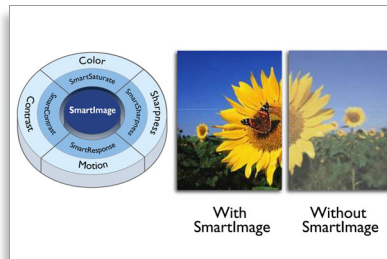 Color
SmartSaturate
Contrast
SmartContrast
SmartImage
SmartSharpness
Sharpness
SmartResponse
Motion
With
SmartImage
Without
SmartImage